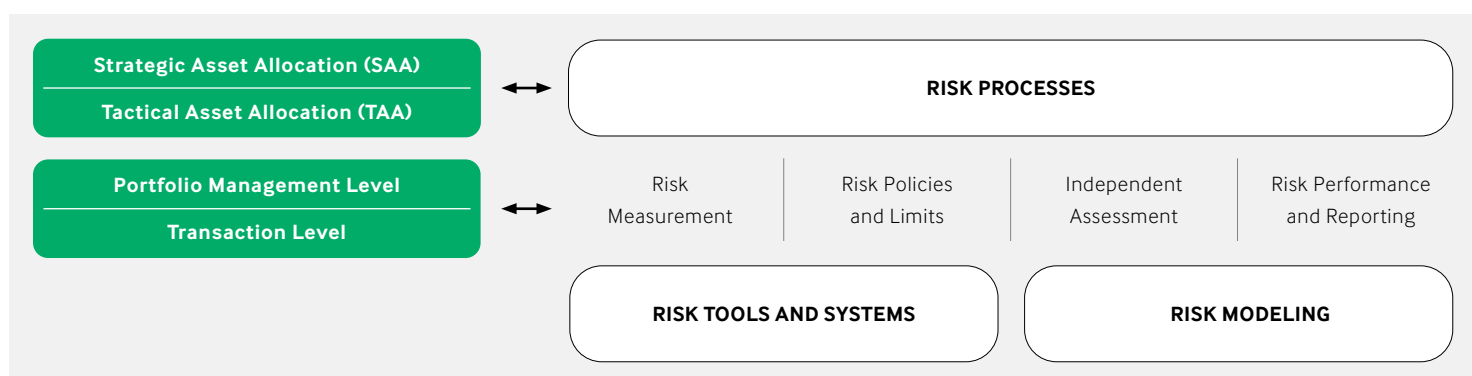 Strategic Asset Allocation (SAA)
Tactical Asset Allocation (TAA)
RISK PROCESSES
Portfolio Management Level
Transaction Level
Risk
Measurement
Risk Policies
and Limits
Independent
Assessment
Risk Performance
and Reporting
RISK TOOLS AND SYSTEMS
RISK MODELING